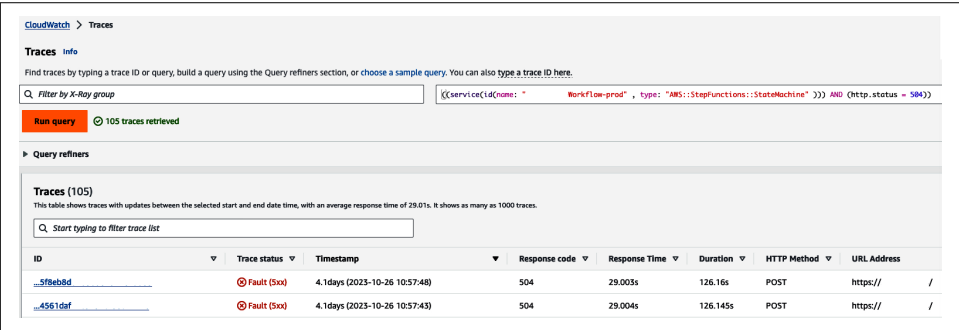 CloudWatch > Traces
Traces Info
Find traces by typing a trace ID or query, build a query using the Query refiners section, or choose a sample query. You can also type a trace ID here.
Filter by X-Ray group
((service(id(name: " Workflow-prod" , type: "AWS::StepFunctions::StateMachine" ))) AND (http.status = 504))
Run query 105 traces retrieved
Query refiners
Traces (105)
This table shows traces with updates between the selected start and end date time, with an average response time of 29.01s. It shows as many as 1000 traces.
Start typing to filter trace list
ID Trace status Timestamp Response code Response Time Duration HTTP Method URL Address
...5f8eb8d Fault (5xx) 4.1days (2023-10-26 10:57:48) 504 29.003s 126.16s POST https:// /
...4561daf Fault (5xx) 4.1days (2023-10-26 10:57:43) 504 29.004s 126.145s POST https:// /